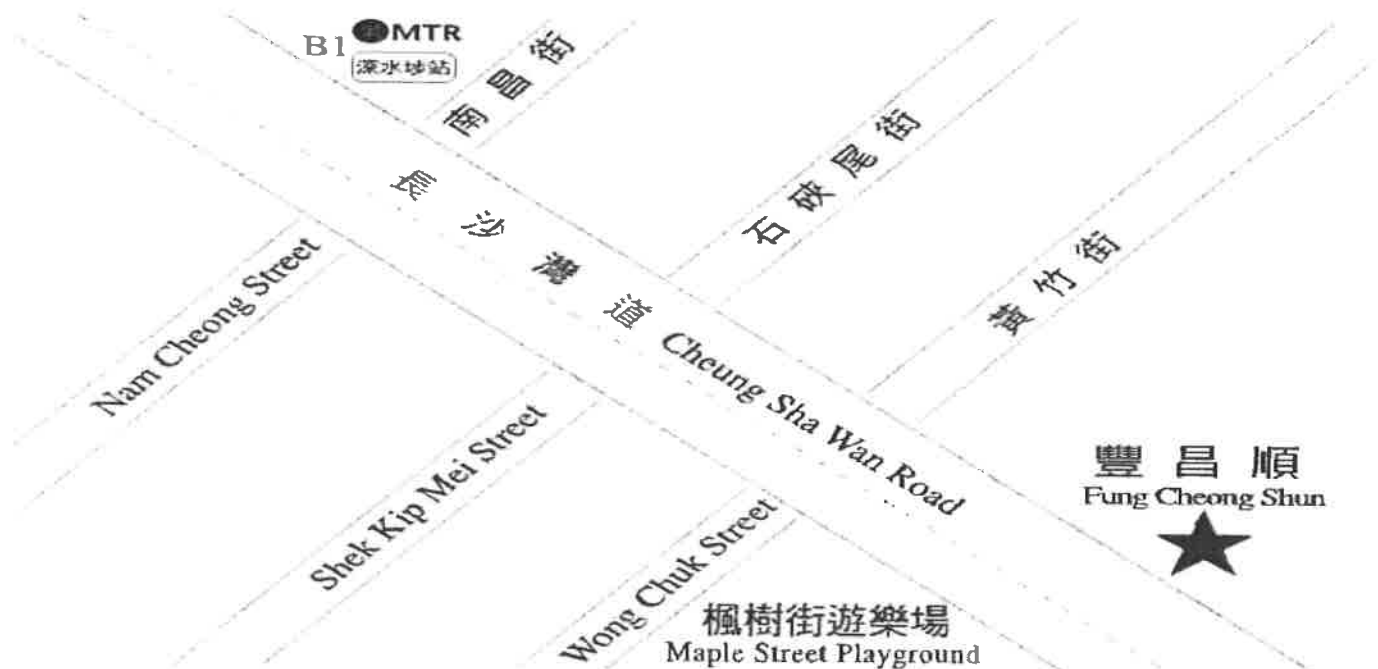 B1 MTR
深水埗站
南昌街
石硤尾街
黃竹街
長沙灣道 Cheung Sha Wan Road
Nam Cheong Street
Shek Kip Mei Street
Wong Chuk Street
豐昌順
Fung Cheong Shun
楓樹街遊樂場
Maple Street Playground